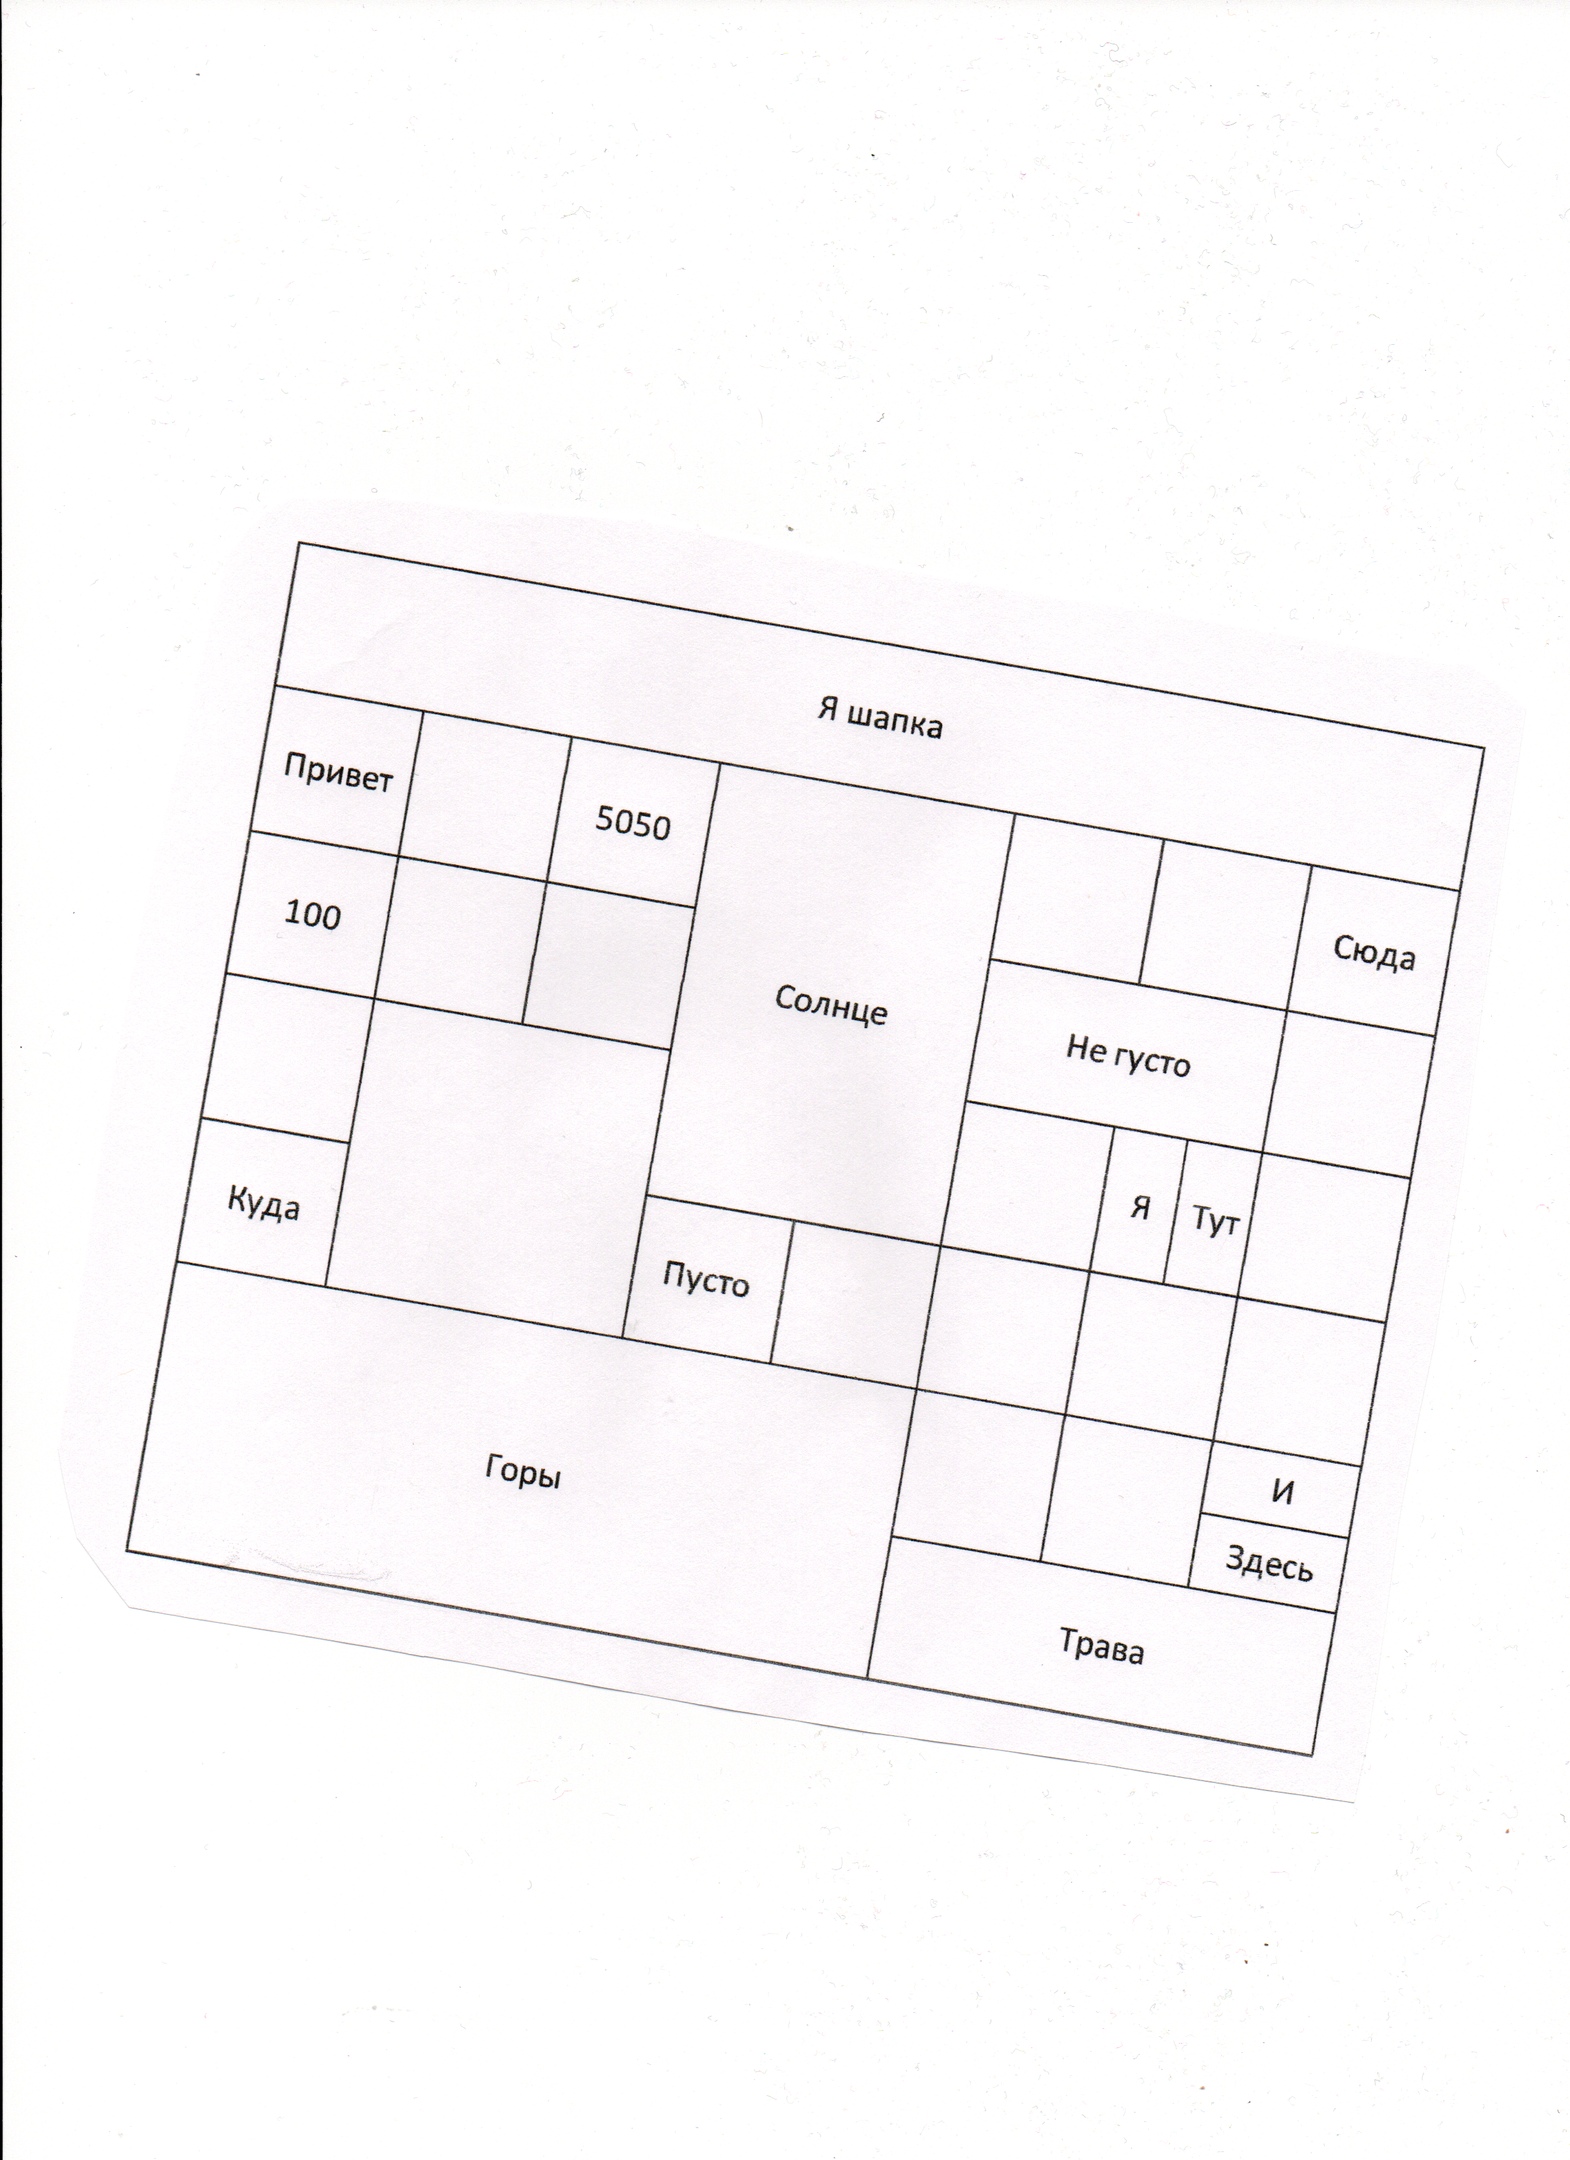 Я шапка
Привет 5050 Сюда
100 Солнце Не густо
Я Тут
Куда Пусто
Горы И
Здесь
Трава